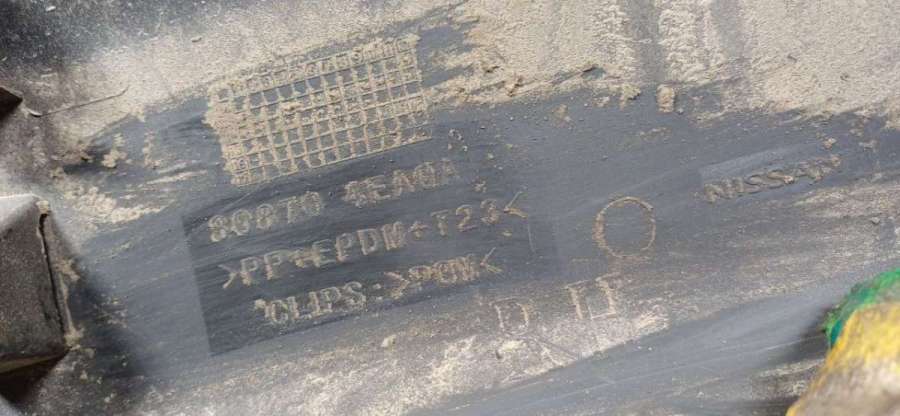 80870 4EA0A
NISSAN
>PP+EPDM+T23<
CLIPS:>POM<
D